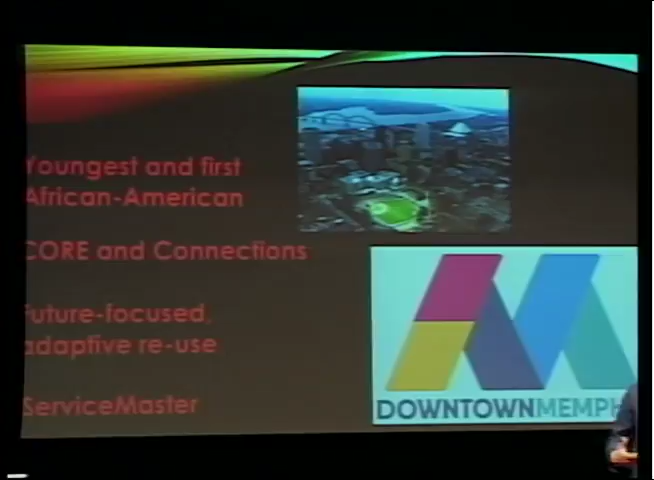 Youngest and first
African-American
CORE and Connections
Future-focused,
adaptive re-use
ServiceMaster
DOWNTOWNMEMPH